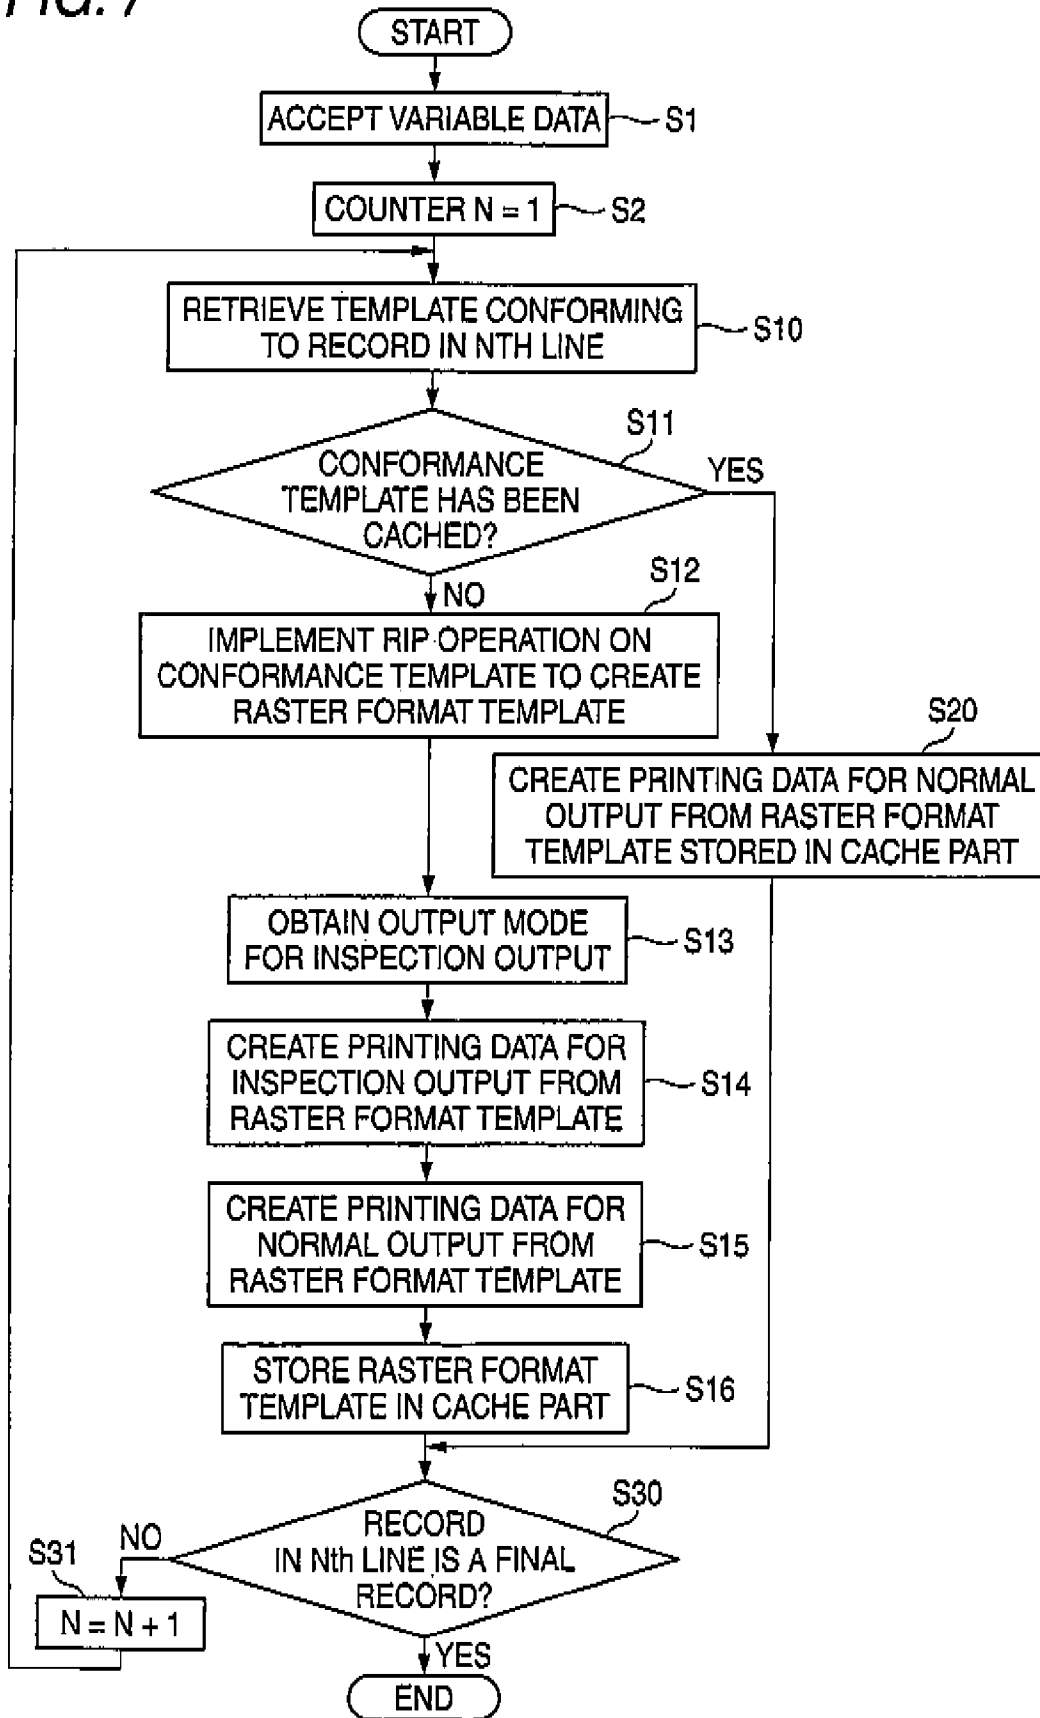 FIG. 7
START
ACCEPT VARIABLE DATA
S1
COUNTER N = 1
S2
RETRIEVE TEMPLATE CONFORMING
TO RECORD IN NTH LINE
S10
S11
CONFORMANCE
TEMPLATE HAS BEEN
CACHED?
YES
NO
S12
IMPLEMENT RIP OPERATION ON
CONFORMANCE TEMPLATE TO CREATE
RASTER FORMAT TEMPLATE
S20
CREATE PRINTING DATA FOR NORMAL
OUTPUT FROM RASTER FORMAT
TEMPLATE STORED IN CACHE PART
OBTAIN OUTPUT MODE
FOR INSPECTION OUTPUT
S13
CREATE PRINTING DATA FOR
INSPECTION OUTPUT FROM
RASTER FORMAT TEMPLATE
S14
CREATE PRINTING DATA FOR
NORMAL OUTPUT FROM
RASTER FORMAT TEMPLATE
S15
STORE RASTER FORMAT
TEMPLATE IN CACHE PART
S16
S30
RECORD
IN Nth LINE IS A FINAL
RECORD?
NO
S31
N = N + 1
YES
END